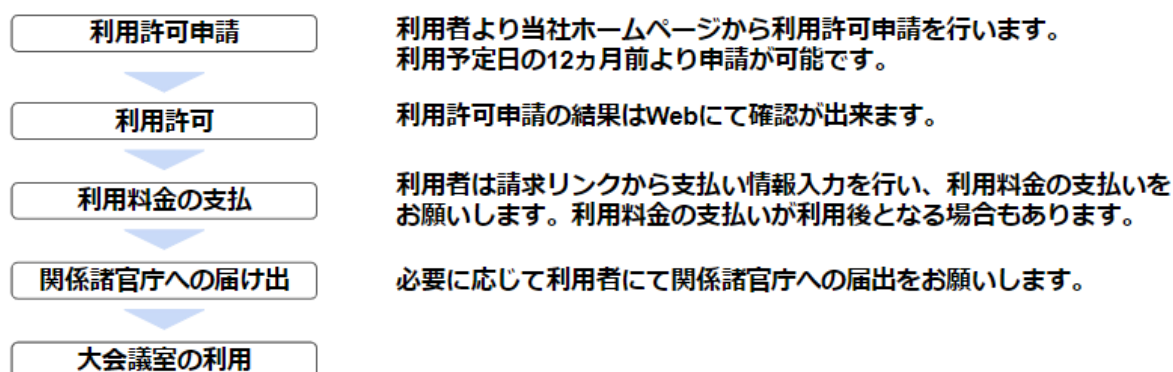 利用許可申請
利用者より当社ホームページから利用許可申請を行います。
利用予定日の12ヵ月前より申請が可能です。
利用許可
利用許可申請の結果はWebにて確認が出来ます。
利用料金の支払
利用者は請求リンクから支払い情報入力を行い、利用料金の支払いを
お願いします。利用料金の支払いが利用後となる場合もあります。
関係諸官庁への届け出
必要に応じて利用者にて関係諸官庁への届出をお願いします。
大会議室の利用